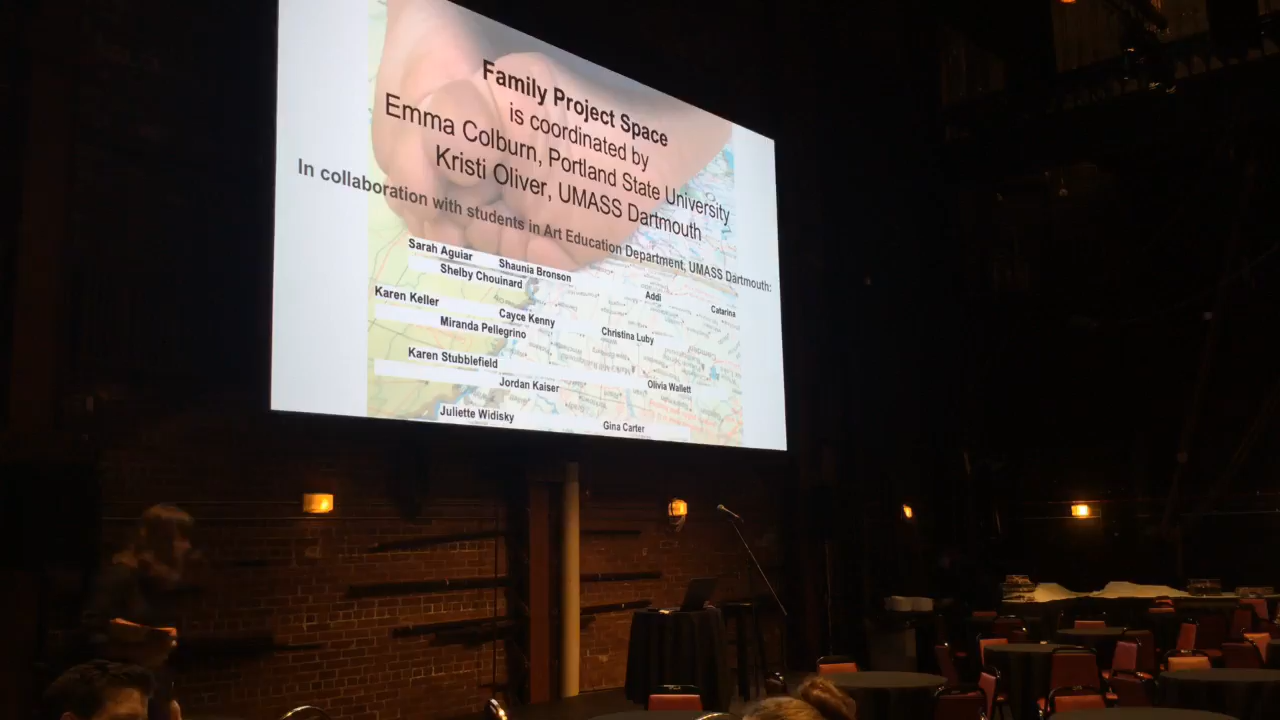 Family Project Space
is coordinated by
Emma Colburn, Portland State University
Kristi Oliver, UMASS Dartmouth
In collaboration with students in Art Education Department, UMASS Dartmouth:
Sarah Aguiar Shaunia Bronson
Shelby Chouinard Addi Catarina
Karen Keller Cayce Kenny
Miranda Pellegrino Christina Luby
Karen Stubblefield
Jordan Kaiser Olivia Wallett
Juliette Widisky Gina Carter